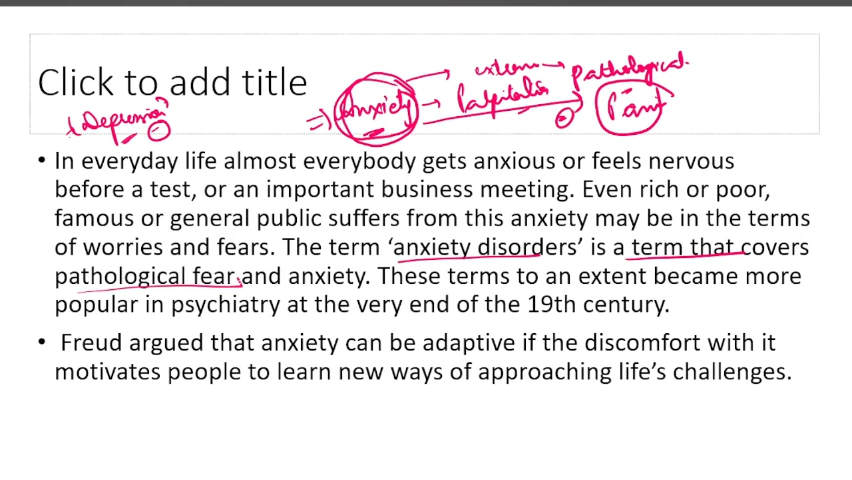 Click to add title
Anxiety
extreme → pathological
Palpitatis
Panic
Depression
• In everyday life almost everybody gets anxious or feels nervous
before a test, or an important business meeting. Even rich or poor,
famous or general public suffers from this anxiety may be in the terms
of worries and fears. The term ‘anxiety disorders’ is a term that covers
pathological fear and anxiety. These terms to an extent became more
popular in psychiatry at the very end of the 19th century.
• Freud argued that anxiety can be adaptive if the discomfort with it
motivates people to learn new ways of approaching life’s challenges.